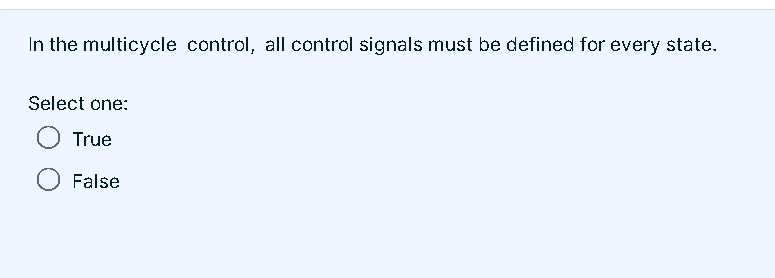 In the multicycle control, all control signals must be defined for every state.
Select one:
True
False